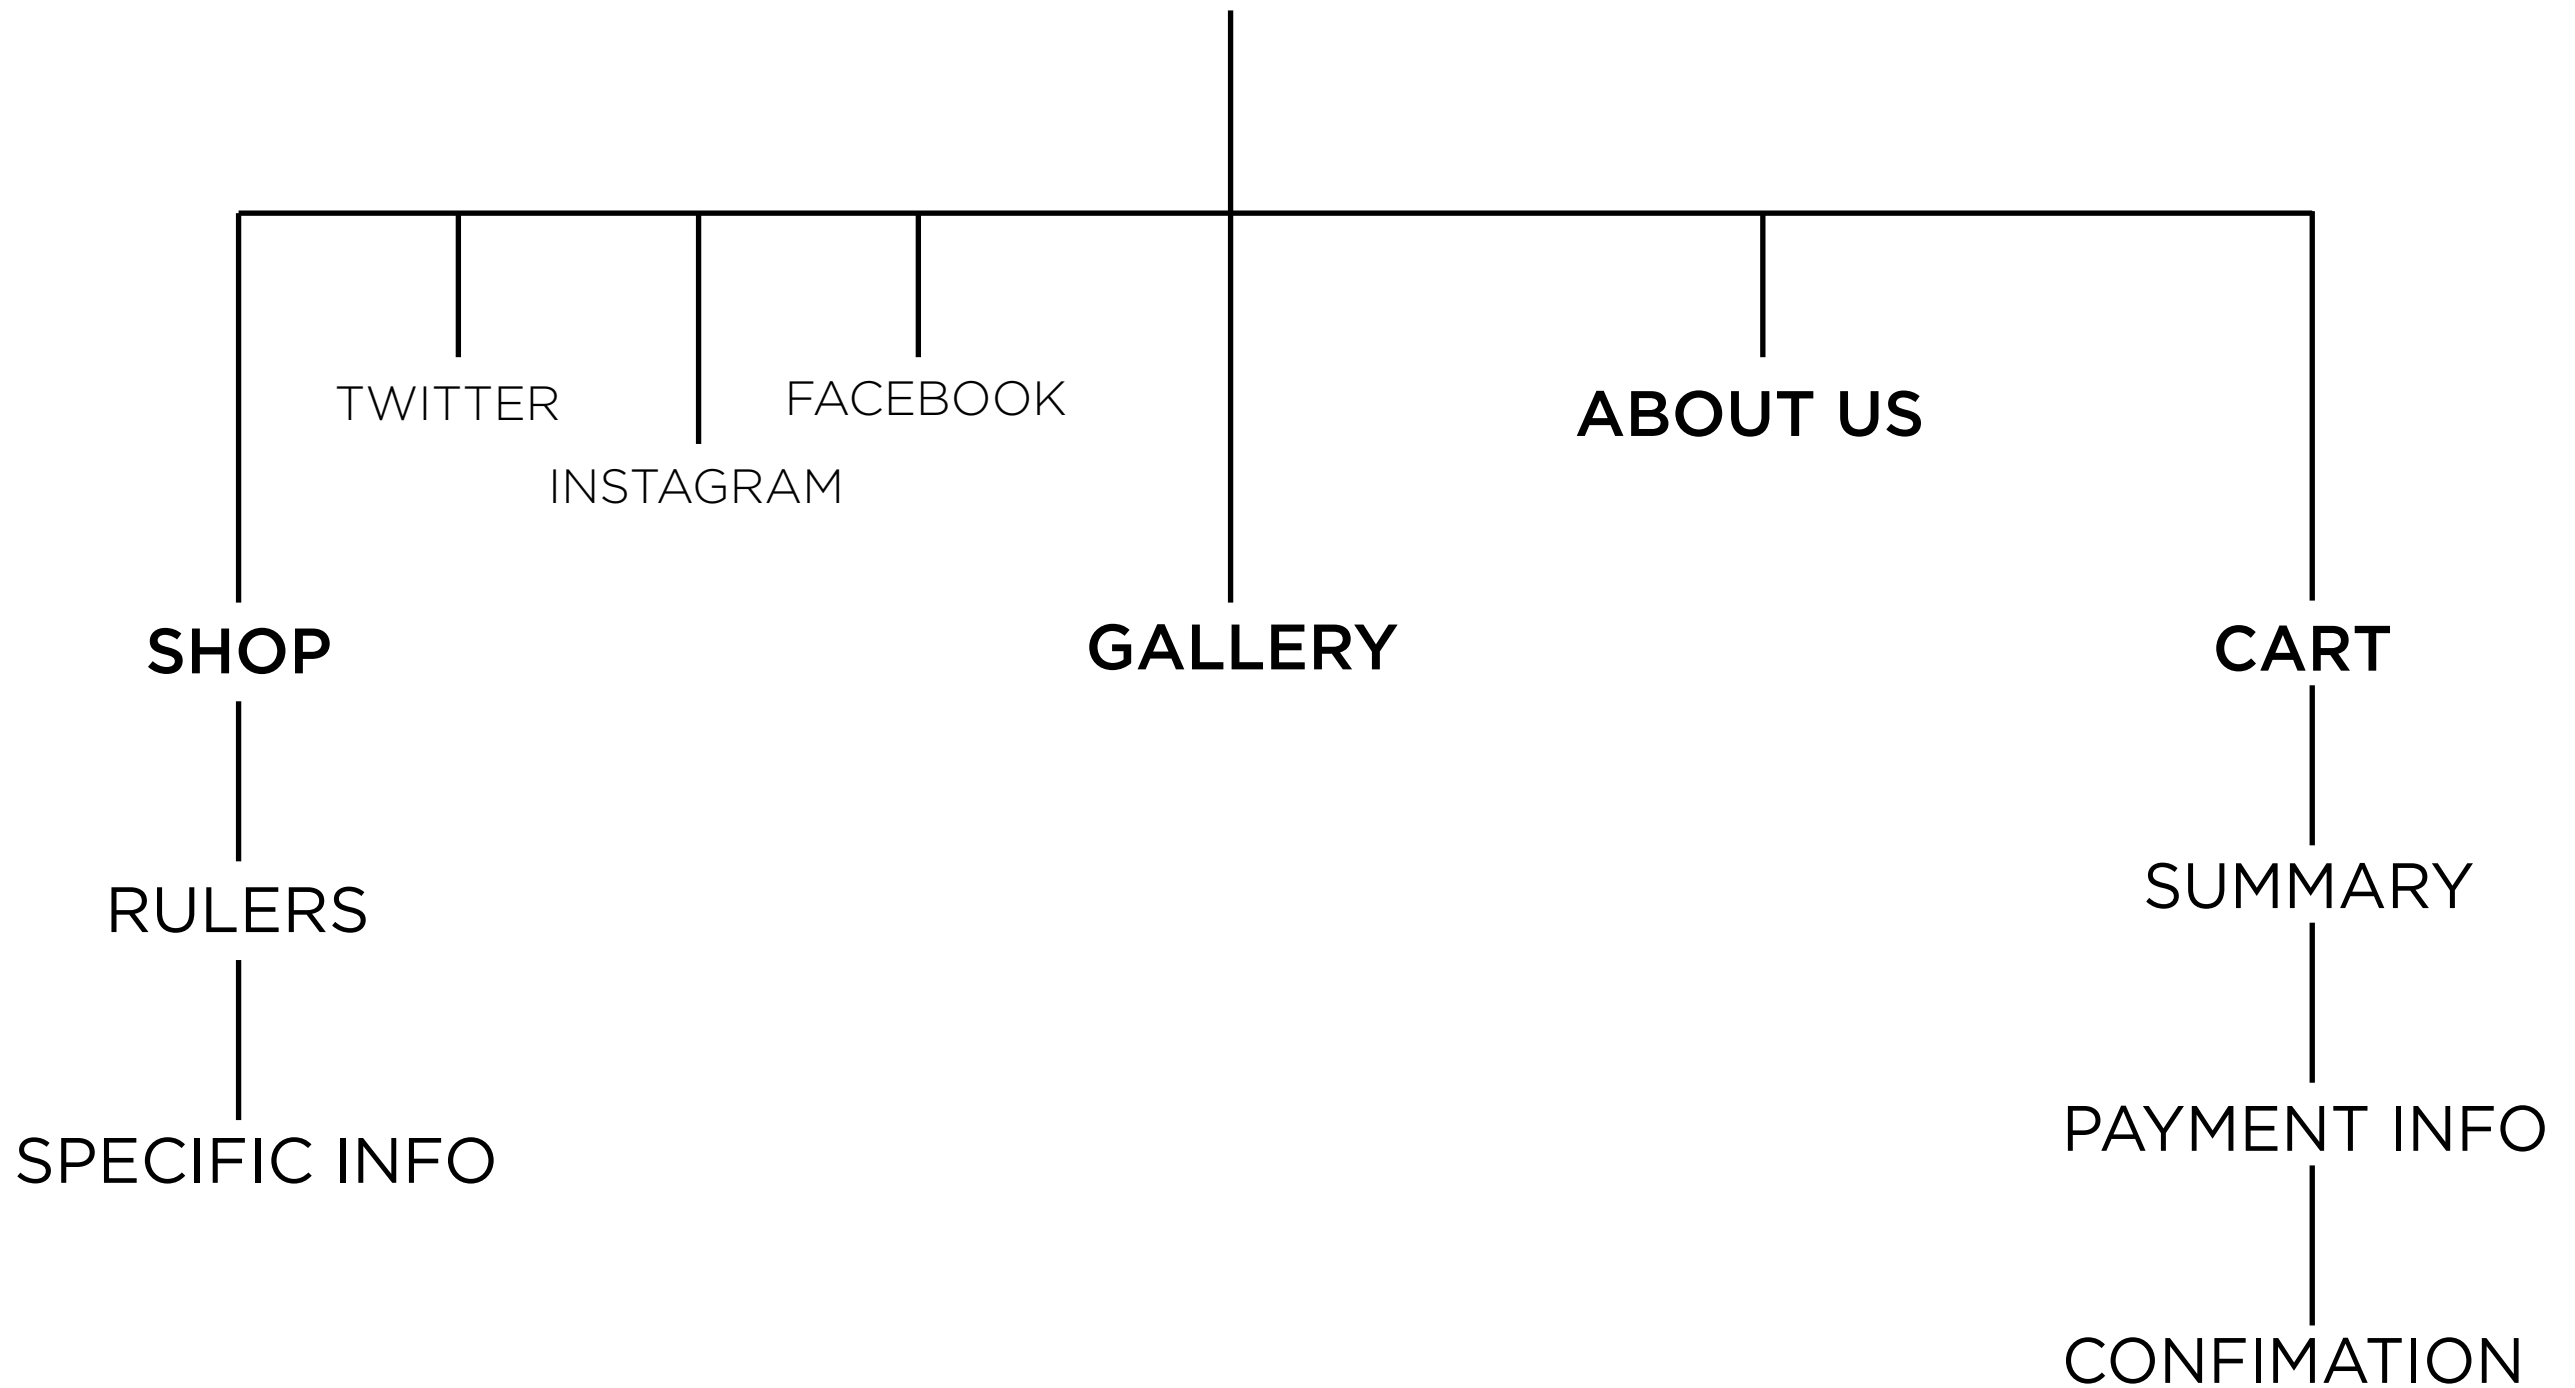 TWITTER
FACEBOOK
ABOUT US
INSTAGRAM
SHOP
GALLERY
CART
RULERS
SUMMARY
SPECIFIC INFO
PAYMENT INFO
CONFIMATION